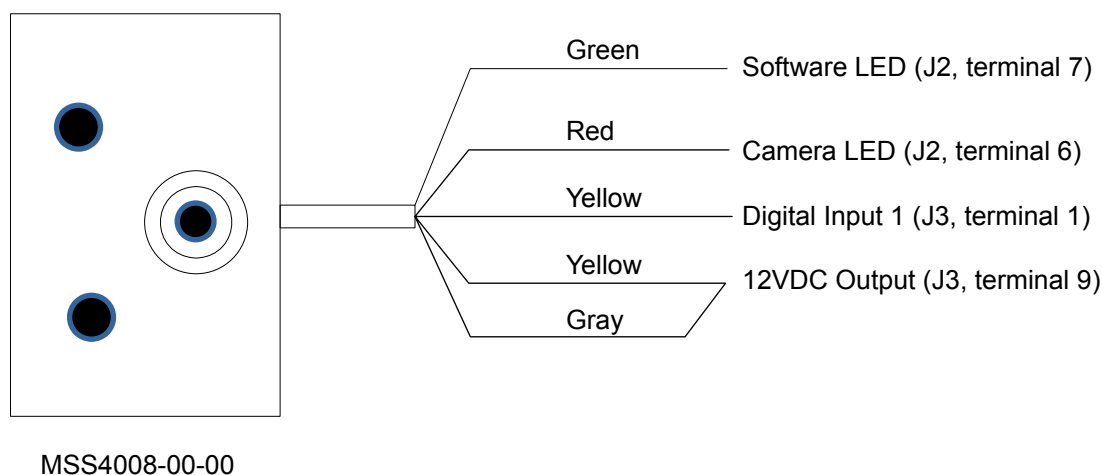 Green
Software LED (J2, terminal 7)
Red
Camera LED (J2, terminal 6)
Yellow
Digital Input 1 (J3, terminal 1)
Yellow
12VDC Output (J3, terminal 9)
Gray
MSS4008-00-00